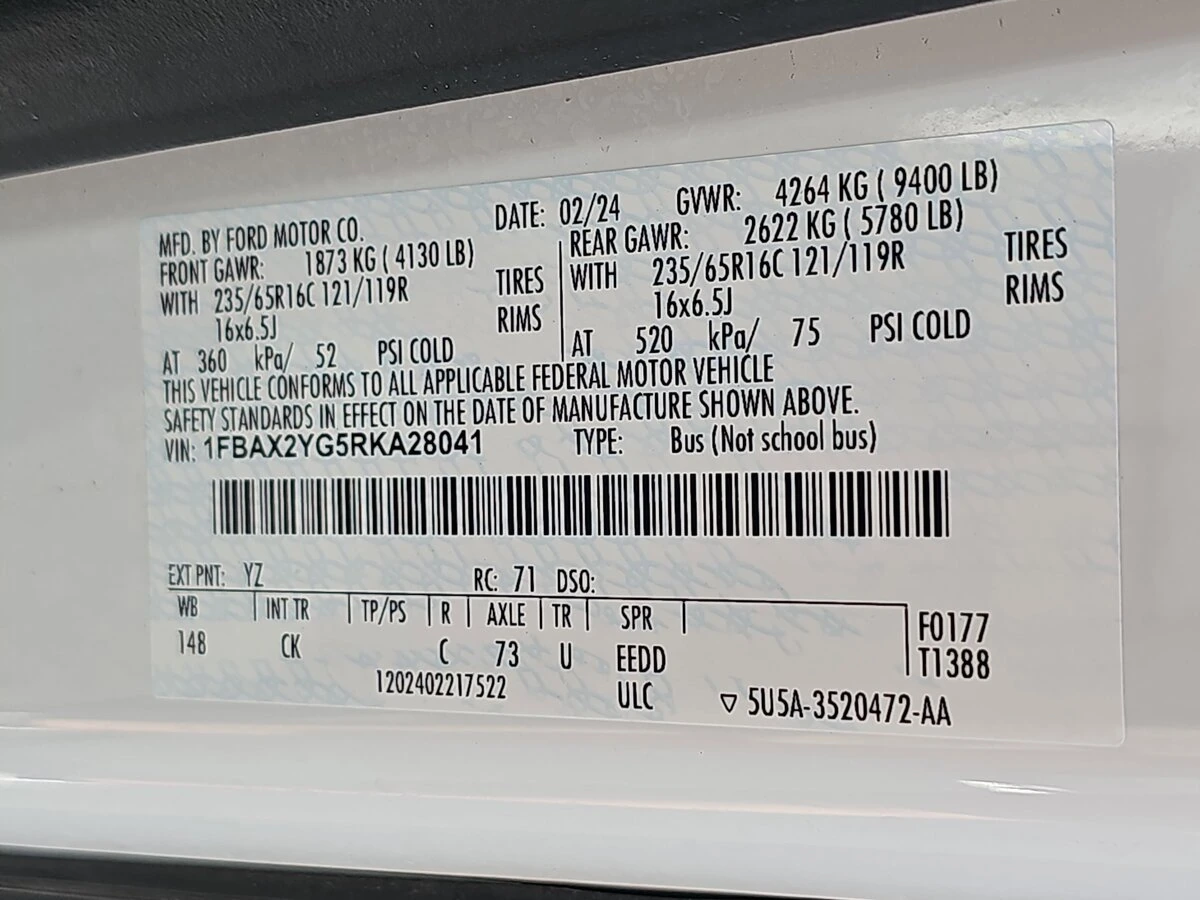 MFD. BY FORD MOTOR CO. DATE: 02/24 GVWR: 4264 KG ( 9400 LB)
FRONT GAWR: 1873 KG ( 4130 LB) REAR GAWR: 2622 KG ( 5780 LB)
WITH 235/65R16C 121/119R TIRES WITH 235/65R16C 121/119R TIRES
16x6.5J RIMS 16x6.5J RIMS
AT 360 kPa/ 52 PSI COLD AT 520 kPa/ 75 PSI COLD
THIS VEHICLE CONFORMS TO ALL APPLICABLE FEDERAL MOTOR VEHICLE
SAFETY STANDARDS IN EFFECT ON THE DATE OF MANUFACTURE SHOWN ABOVE.
VIN: 1FBAX2YG5RKA28041 TYPE: Bus (Not school bus)
EXT PNT: YZ RC: 71 DSO:
WB INT TR TP/PS R AXLE TR SPR F0177
148 CK C 73 U EEDD T1388
1202402217522 ULC ▽ 5U5A-3520472-AA